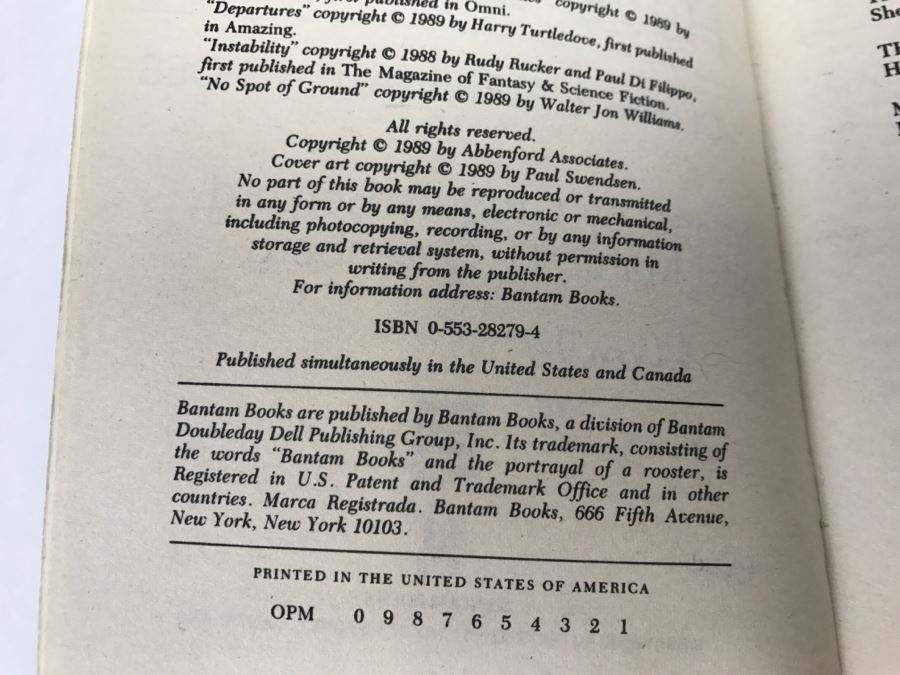 published in Omni. copyright © 1989 by
"Departures" copyright © 1989 by Harry Turtledove, first published
in Amazing.
"Instability" copyright © 1988 by Rudy Rucker and Paul Di Filippo,
first published in The Magazine of Fantasy & Science Fiction.
"No Spot of Ground" copyright © 1989 by Walter Jon Williams.
All rights reserved.
Copyright © 1989 by Abbenford Associates.
Cover art copyright © 1989 by Paul Swendsen.
No part of this book may be reproduced or transmitted
in any form or by any means, electronic or mechanical,
including photocopying, recording, or by any information
storage and retrieval system, without permission in
writing from the publisher.
For information address: Bantam Books.
ISBN 0-553-28279-4
Published simultaneously in the United States and Canada
Bantam Books are published by Bantam Books, a division of Bantam
Doubleday Dell Publishing Group, Inc. Its trademark, consisting of
the words "Bantam Books" and the portrayal of a rooster, is
Registered in U.S. Patent and Trademark Office and in other
countries. Marca Registrada. Bantam Books, 666 Fifth Avenue,
New York, New York 10103.
PRINTED IN THE UNITED STATES OF AMERICA
OPM 0 9 8 7 6 5 4 3 2 1